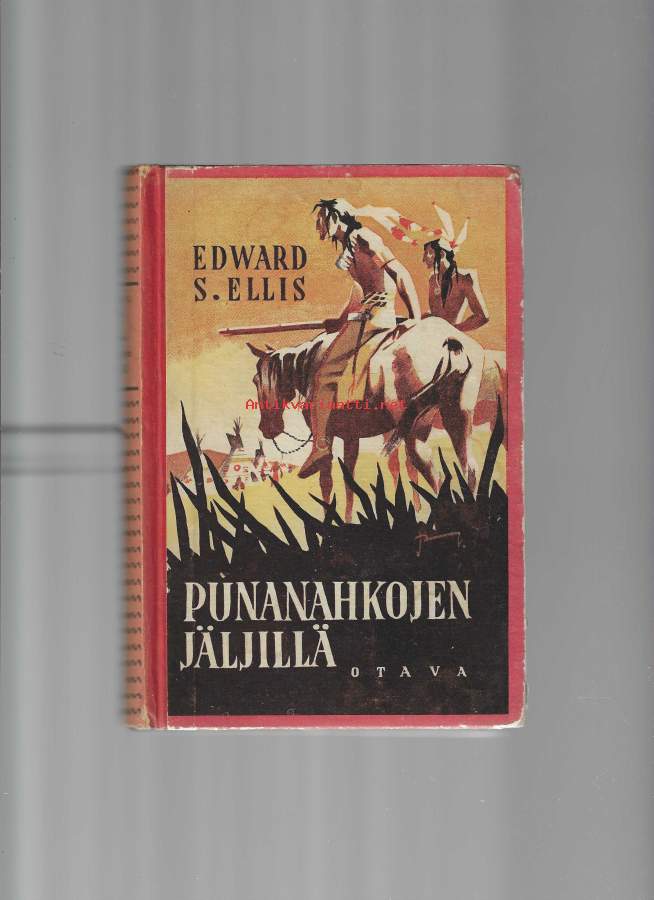 EDWARD
S. ELLIS
Antikvariaatti.net
PUNANAHKOJEN
JÄLJILLÄ
OTAVA